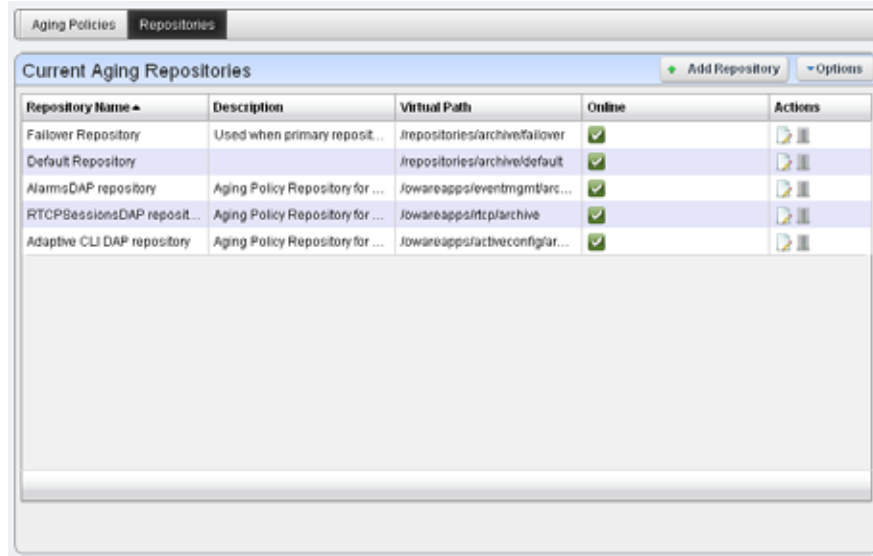 Aging Policies Repositories
Current Aging Repositories Add Repository Options
Repository Name Description Virtual Path Online Actions
Failover Repository Used when primary reposit... /repositories/archive/failover
Default Repository /repositories/archive/default
AlarmsDAP repository Aging Policy Repository for ... /owareapps/eventmgmt/arc...
RTCPSessionsDAP reposit... Aging Policy Repository for ... /owareapps/rtcp/archive
Adaptive CLI DAP repository Aging Policy Repository for ... /owareapps/activeconfig/ar...